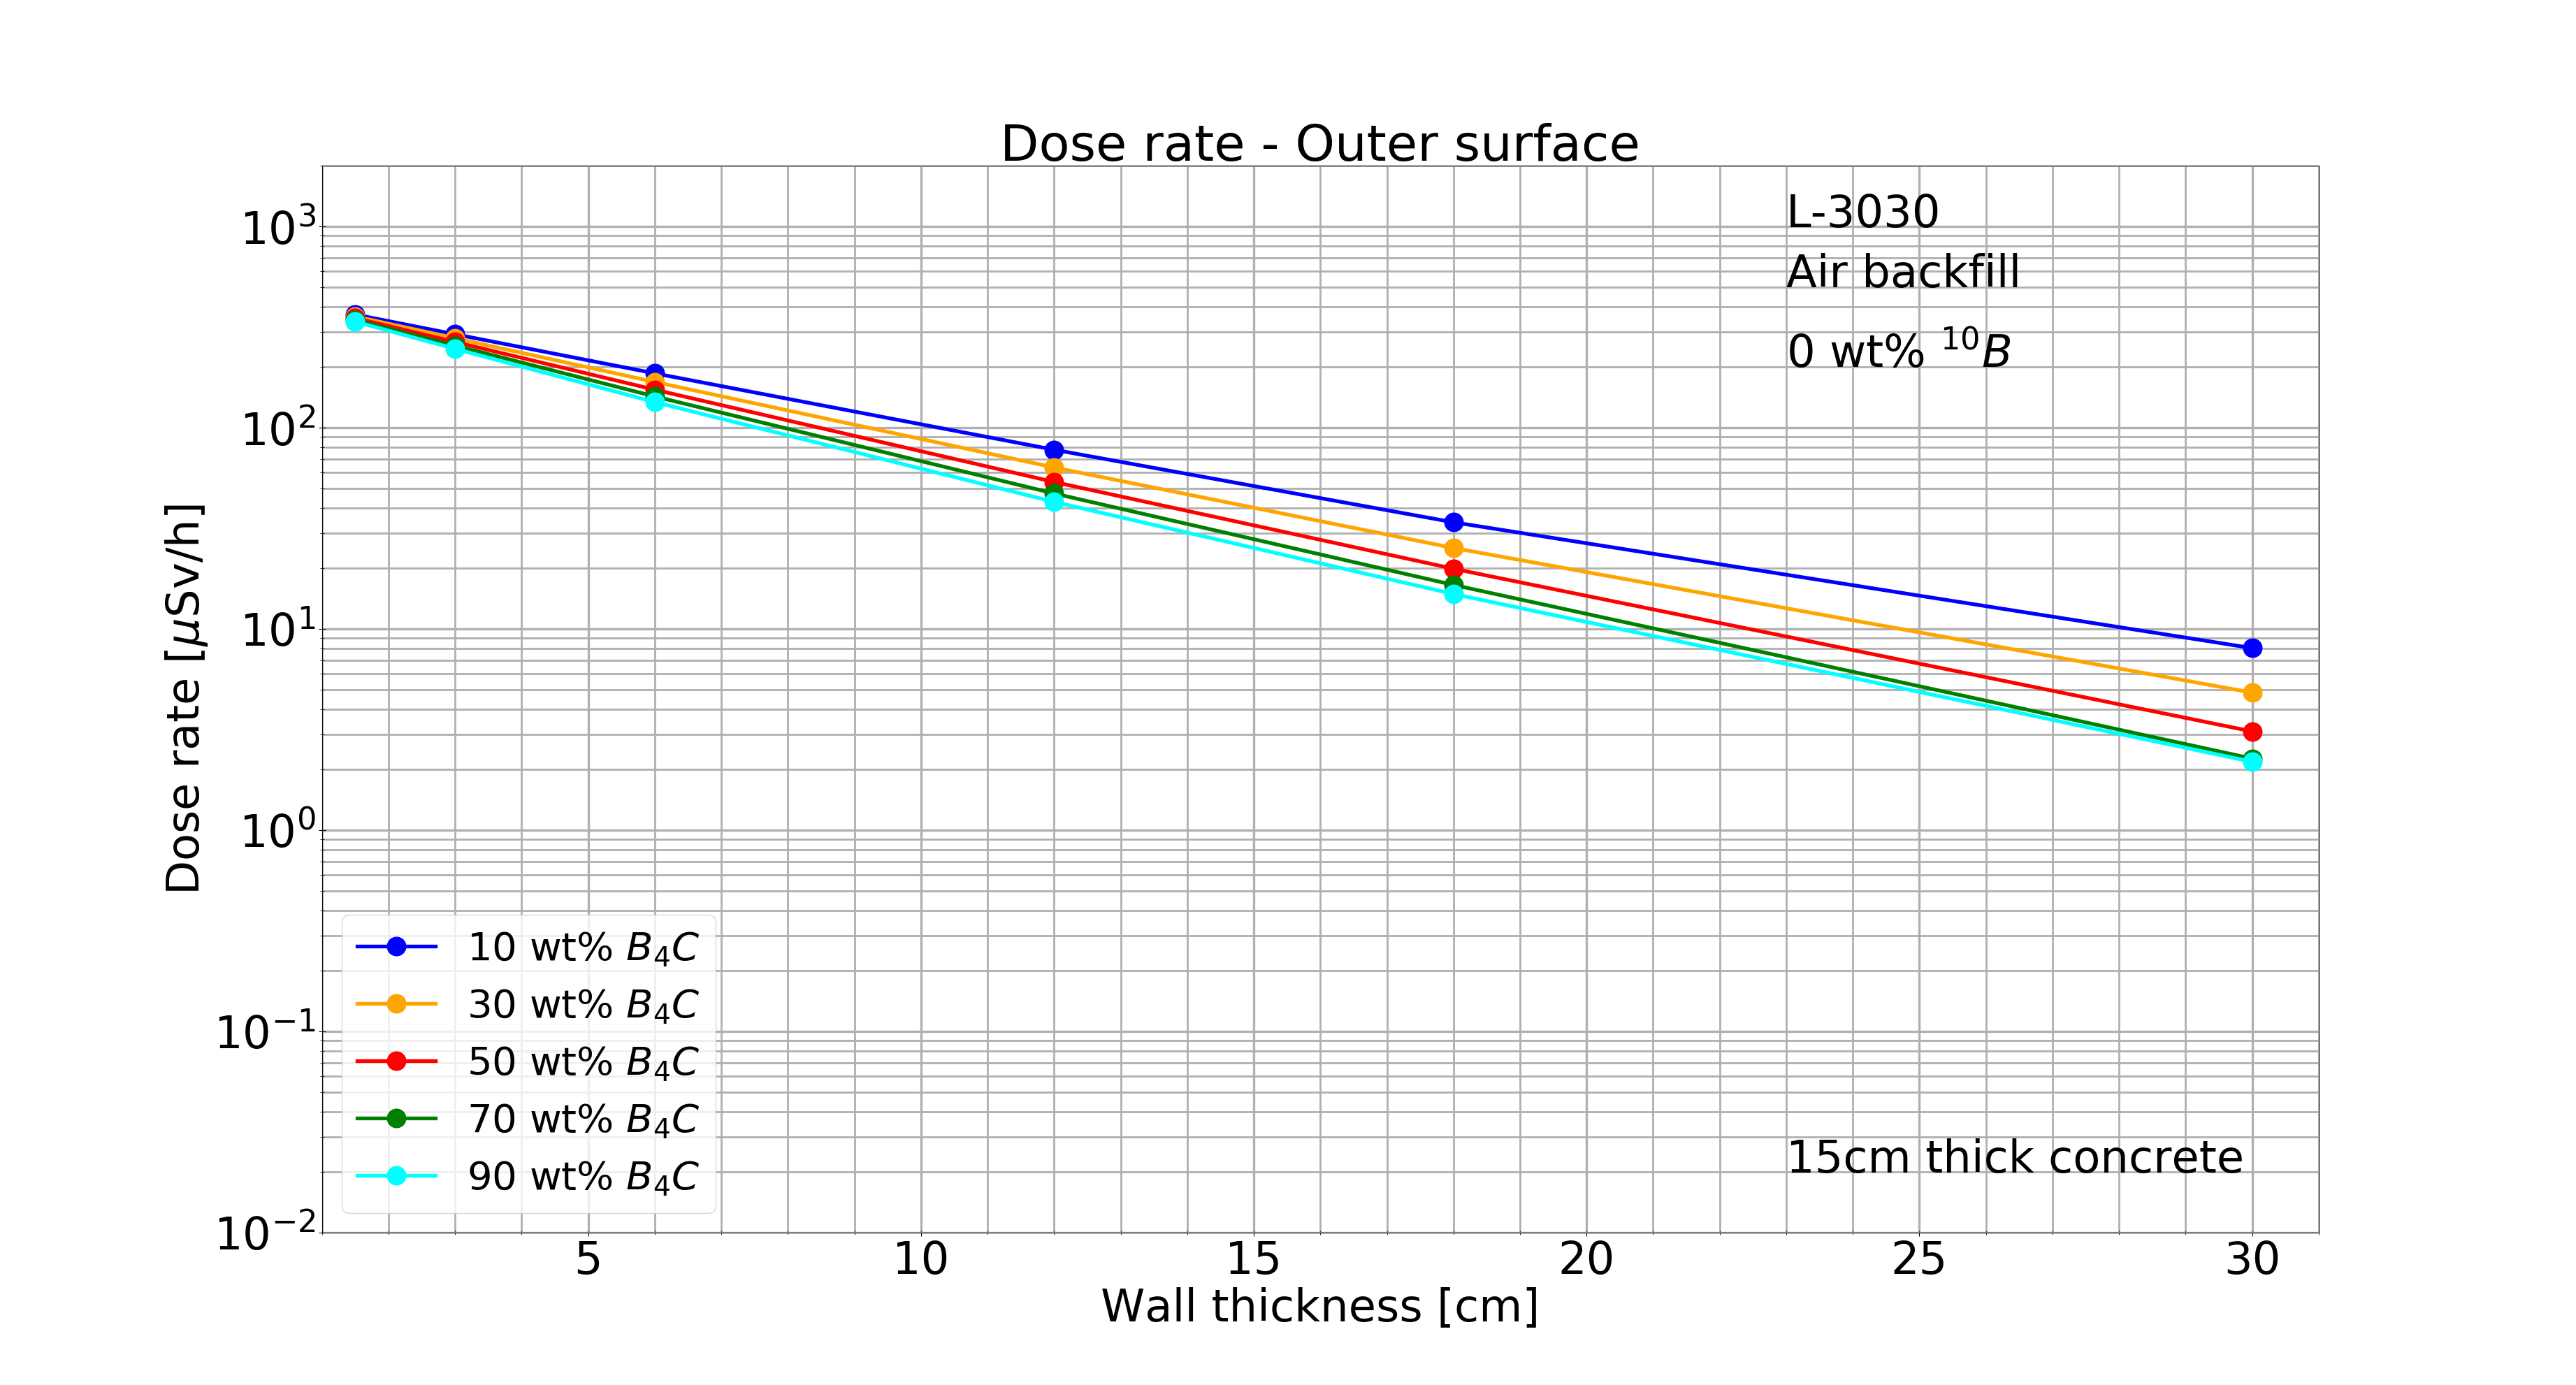 Dose rate - Outer surface
L-3030
Air backfill
0 wt% ¹⁰B
15cm thick concrete
Dose rate [μSv/h]
10³
10²
10¹
10⁰
10⁻¹
10⁻²
10 wt% B₄C
30 wt% B₄C
50 wt% B₄C
70 wt% B₄C
90 wt% B₄C
5 10 15 20 25 30
Wall thickness [cm]